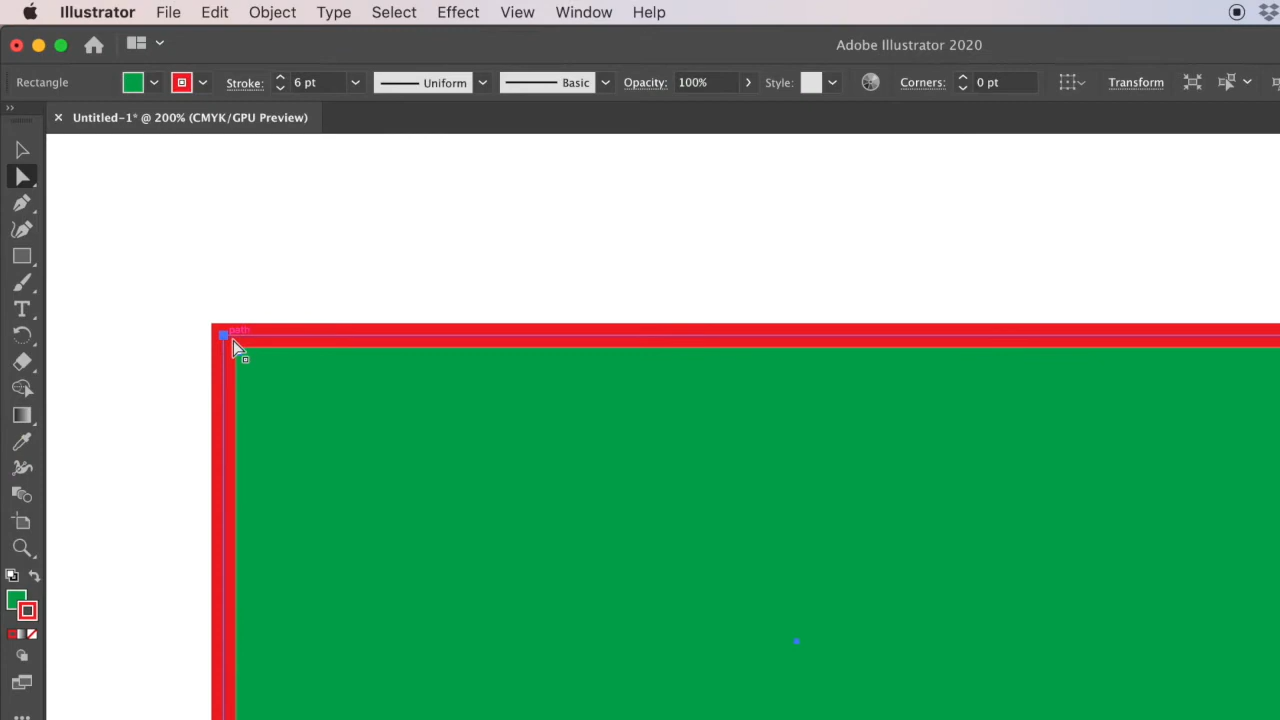 Illustrator File Edit Object Type Select Effect View Window Help
Adobe Illustrator 2020
Rectangle Stroke: 6 pt Uniform Basic Opacity: 100% Style: Corners: 0 pt Transform
Untitled-1* @ 200% (CMYK/GPU Preview)
path